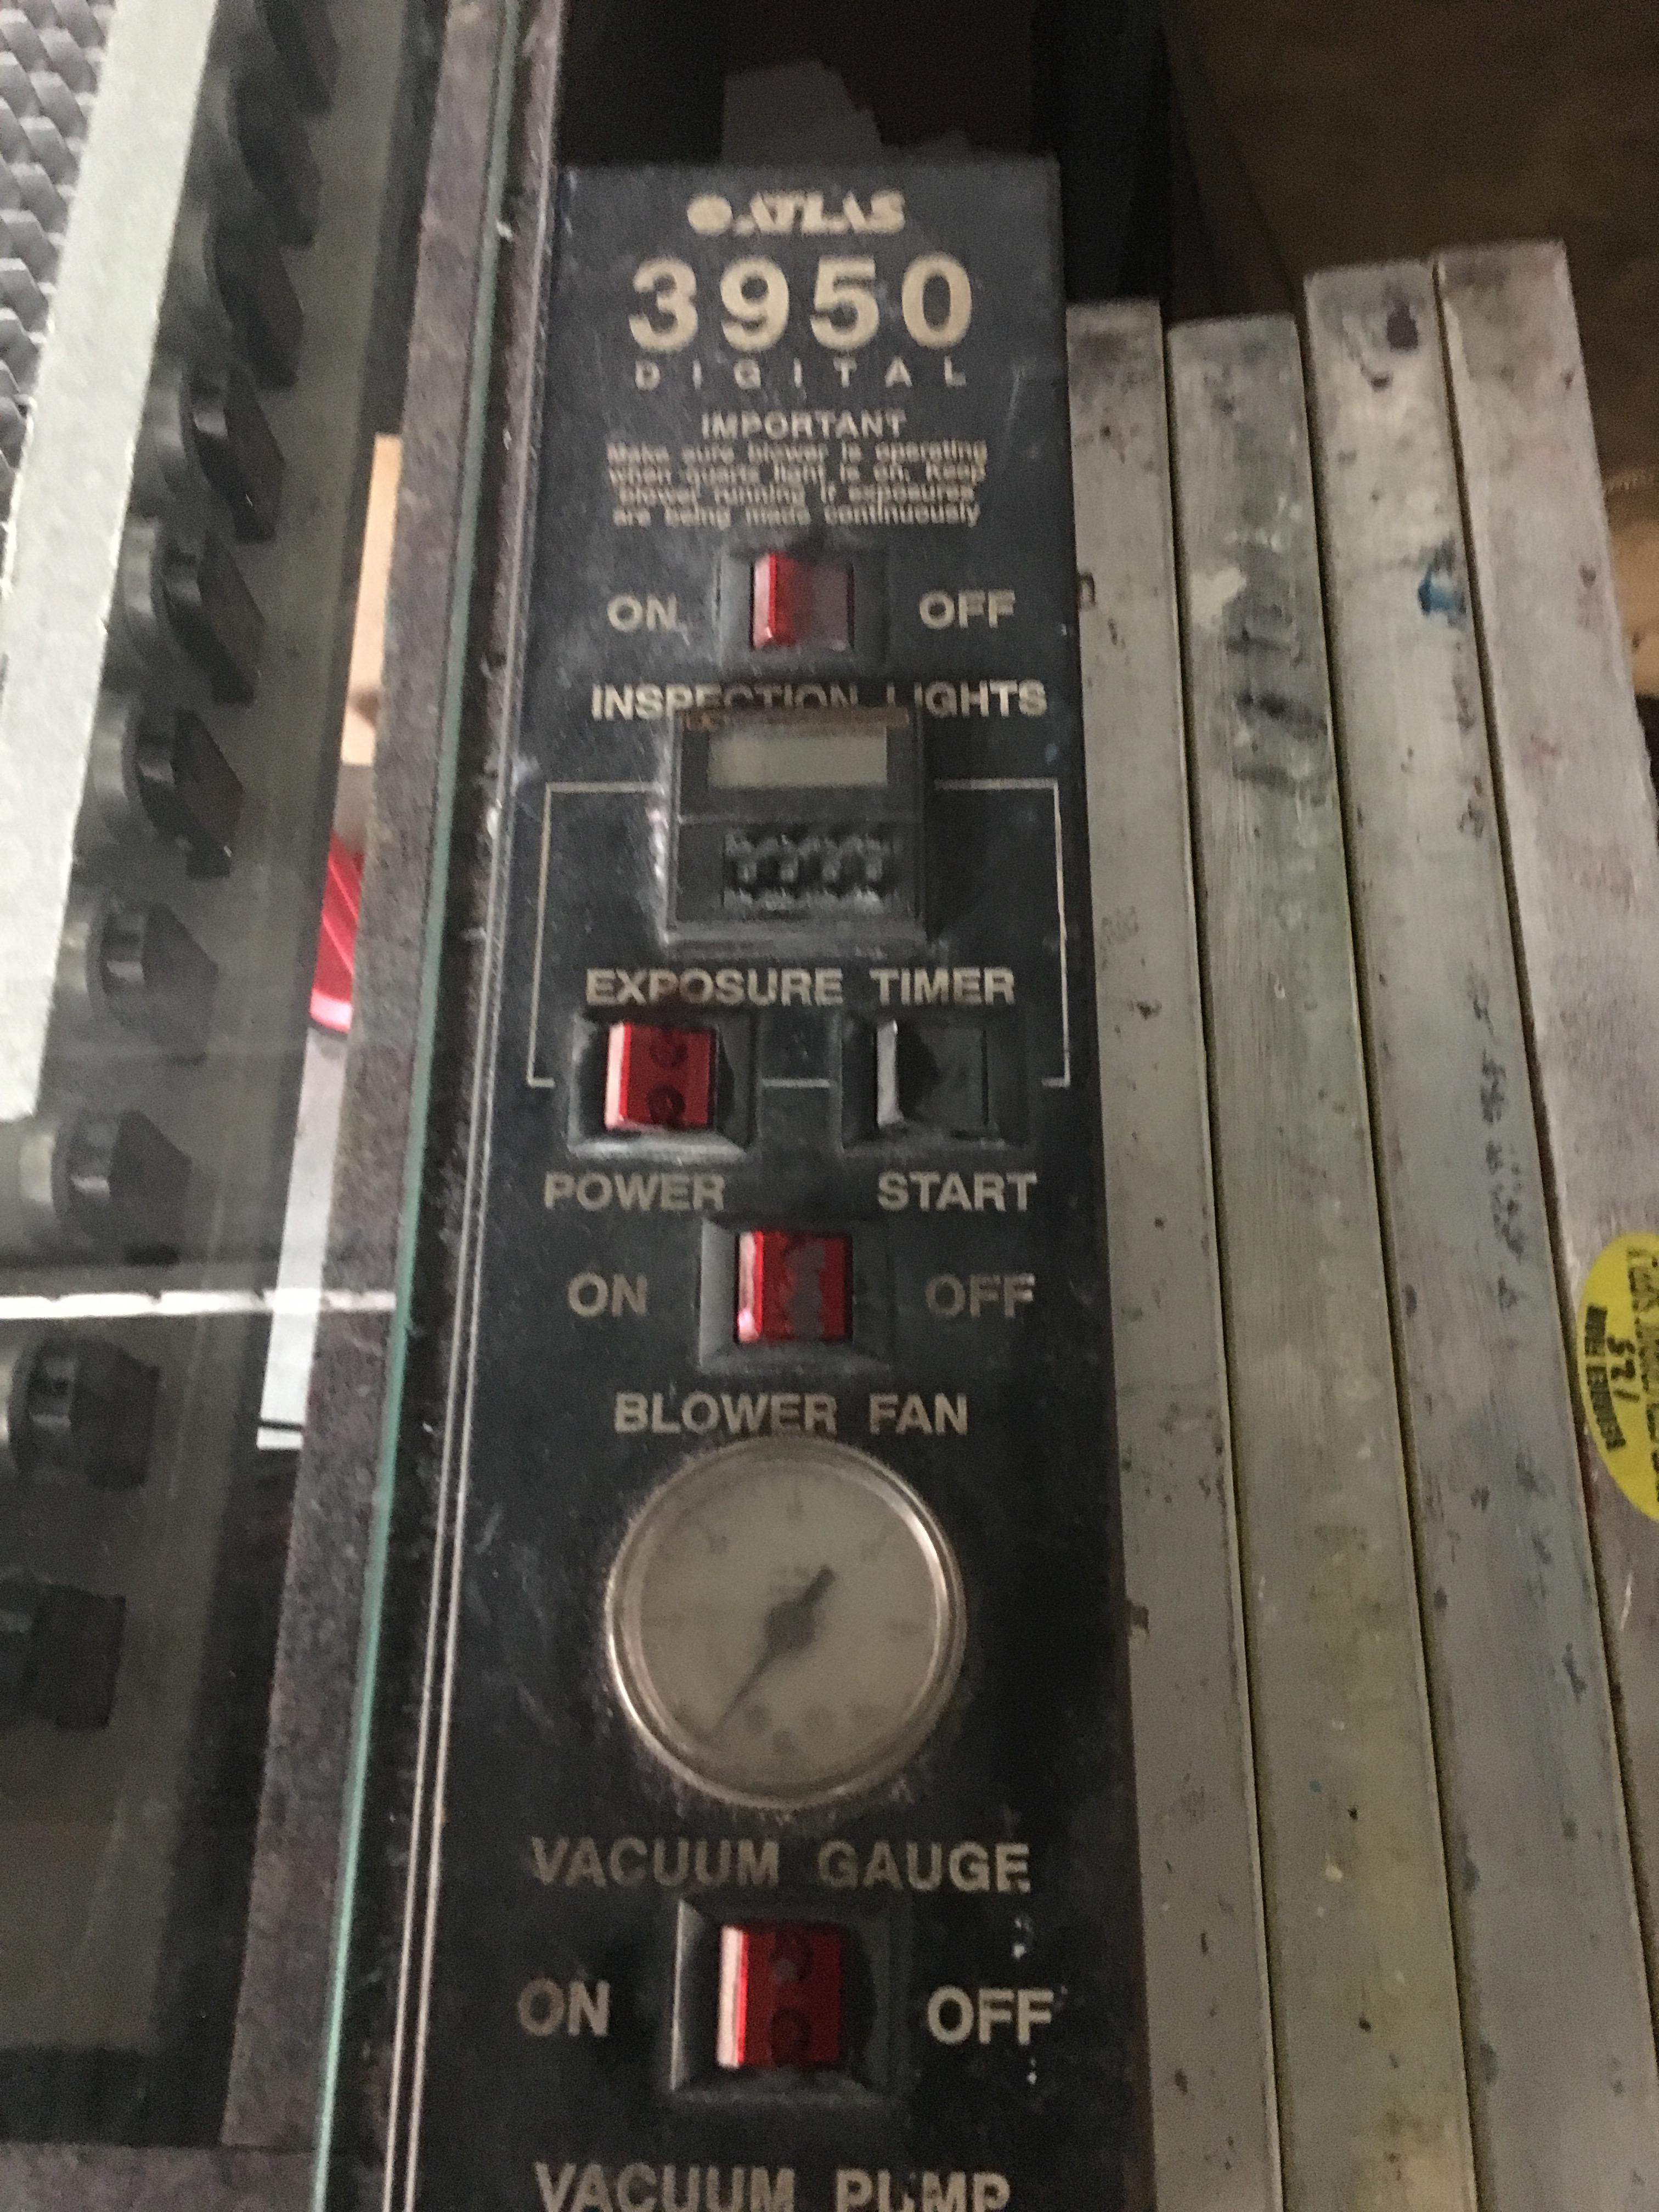 ATLAS
3950
DIGITAL
IMPORTANT
Make sure blower is operating
when quartz light is on. Keep
blower running if exposures
are being made continuously
ON OFF
INSPECTION LIGHTS
EXPOSURE TIMER
POWER START
ON OFF
BLOWER FAN
VACUUM GAUGE
ON OFF
VACUUM PUMP
125